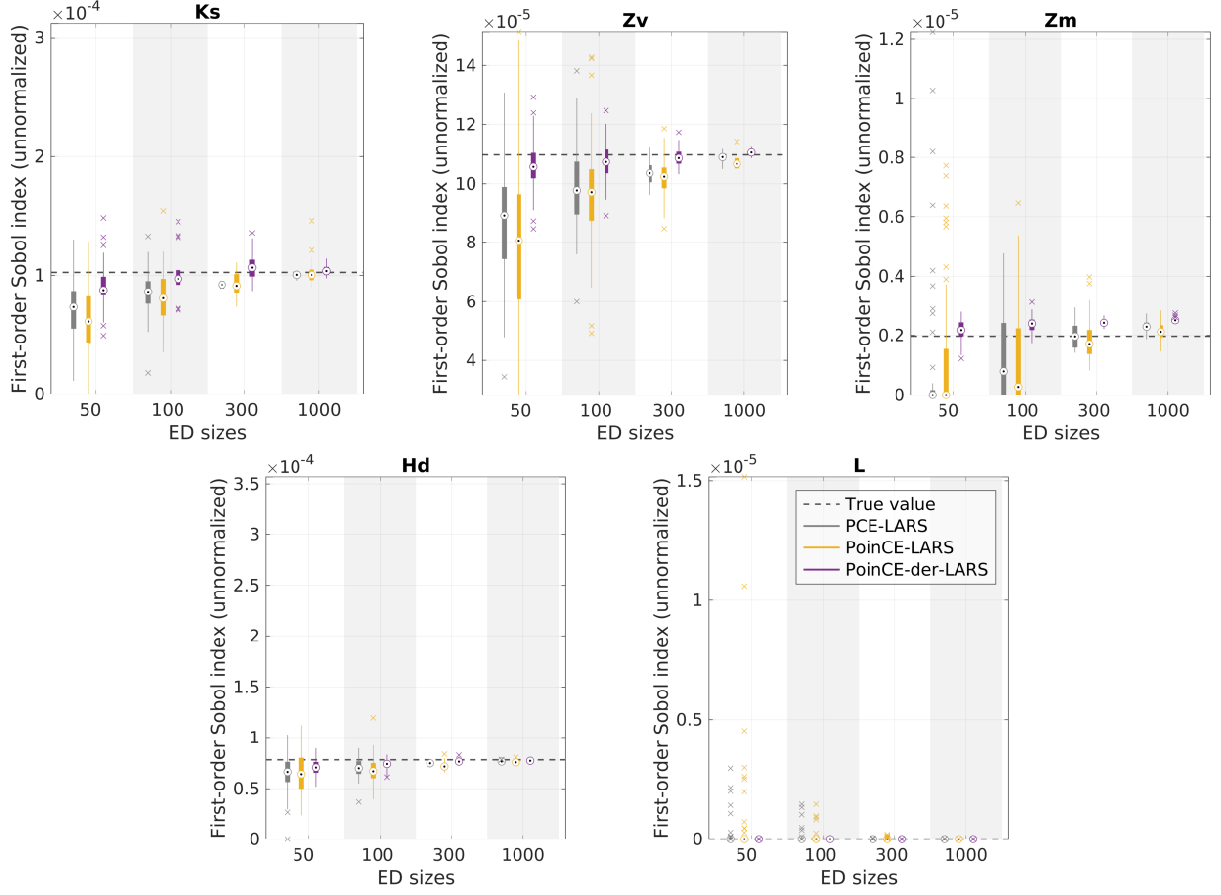 Ks
×10⁻⁴
First-order Sobol index (unnormalized)
3
2
1
0
50 100 300 1000
ED sizes
Zv
×10⁻⁵
First-order Sobol index (unnormalized)
14
12
10
8
6
4
50 100 300 1000
ED sizes
Zm
×10⁻⁵
First-order Sobol index (unnormalized)
1.2
1
0.8
0.6
0.4
0.2
0
50 100 300 1000
ED sizes
Hd
×10⁻⁴
First-order Sobol index (unnormalized)
3.5
3
2.5
2
1.5
1
0.5
0
50 100 300 1000
ED sizes
L
×10⁻⁵
First-order Sobol index (unnormalized)
1.5
1
0.5
0
50 100 300 1000
ED sizes
True value
PCE-LARS
PoinCE-LARS
PoinCE-der-LARS